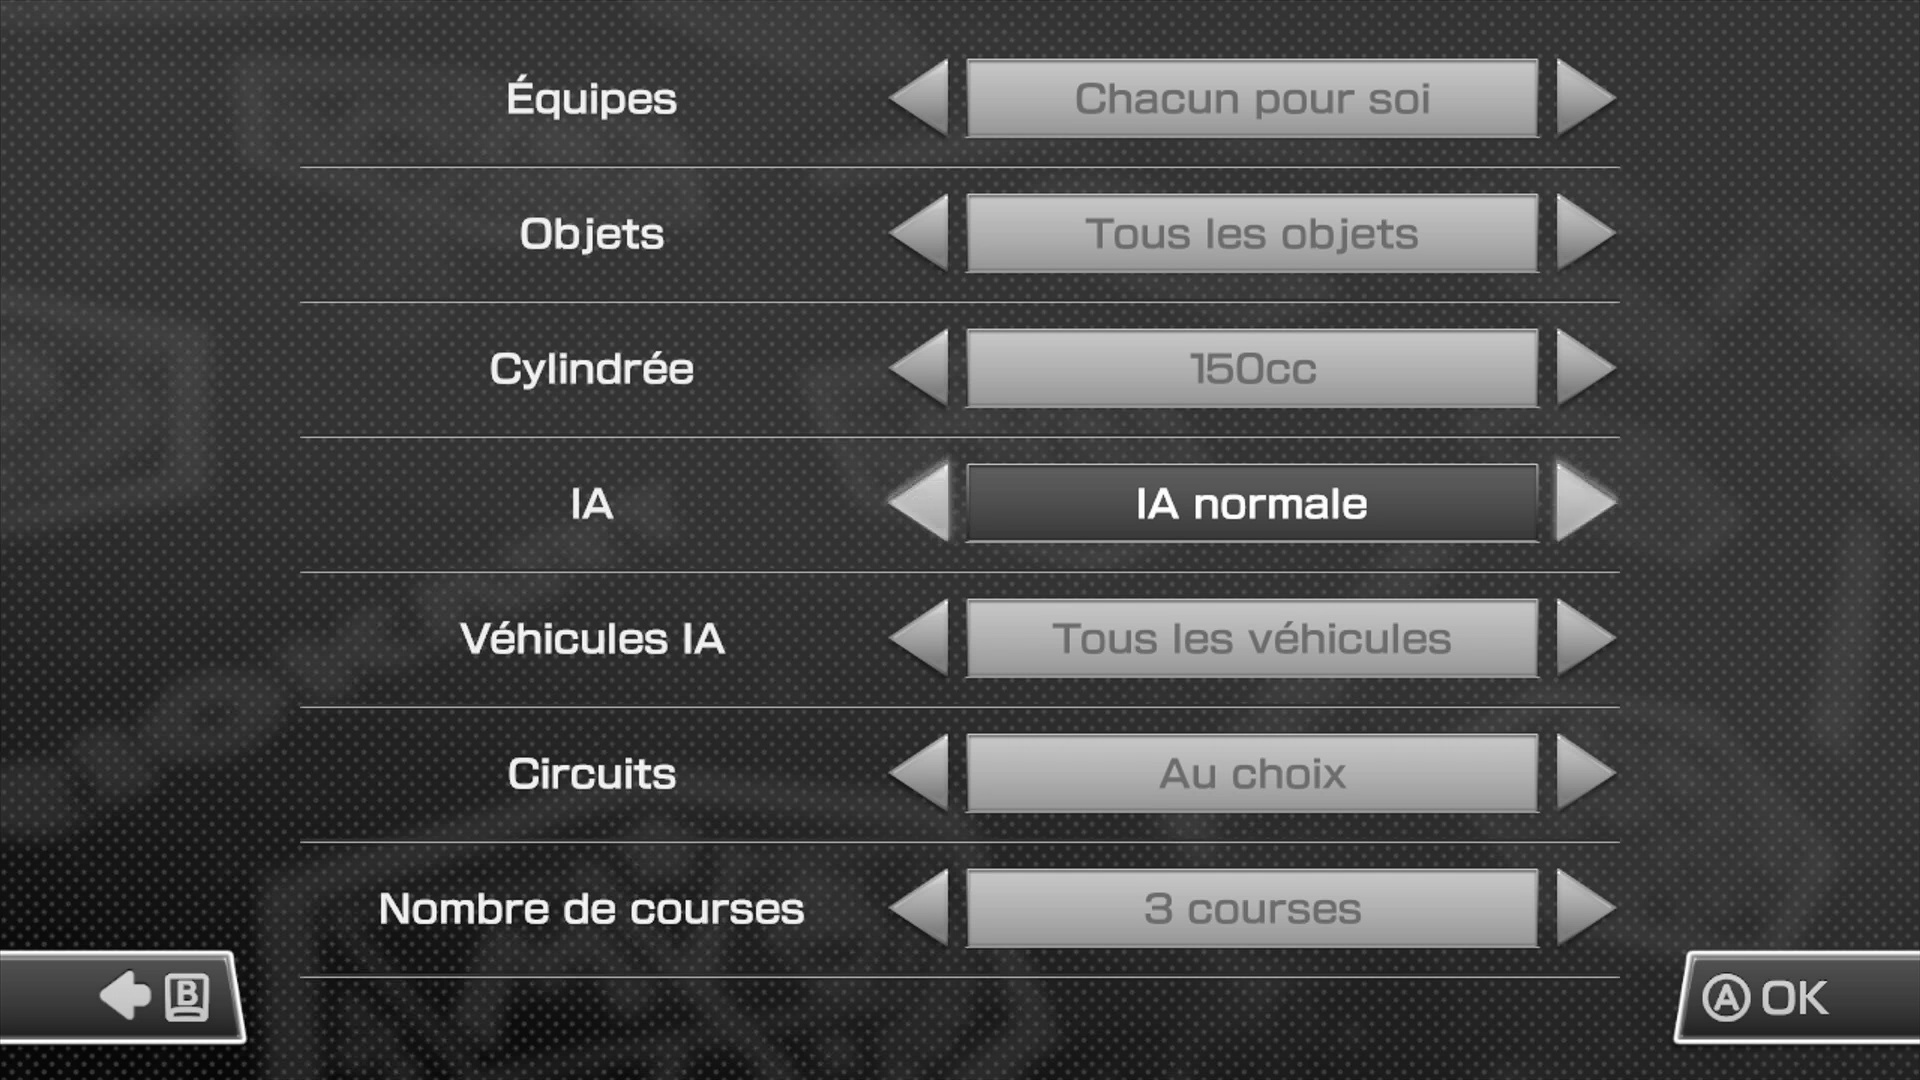 Équipes
Chacun pour soi
Objets
Tous les objets
Cylindrée
150cc
IA
IA normale
Véhicules IA
Tous les véhicules
Circuits
Au choix
Nombre de courses
3 courses
B
A OK